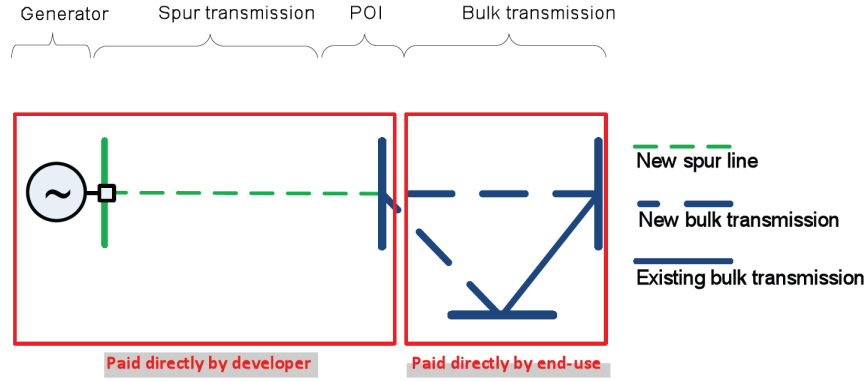 Generator
Spur transmission
POI
Bulk transmission
~
New spur line
New bulk transmission
Existing bulk transmission
Paid directly by developer
Paid directly by end-use